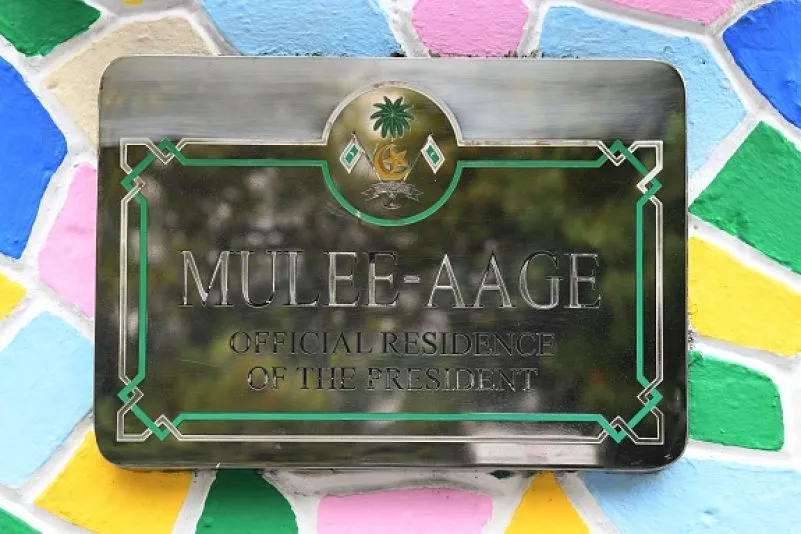 MULEE-AAGE
OFFICIAL RESIDENCE
OF THE PRESIDENT